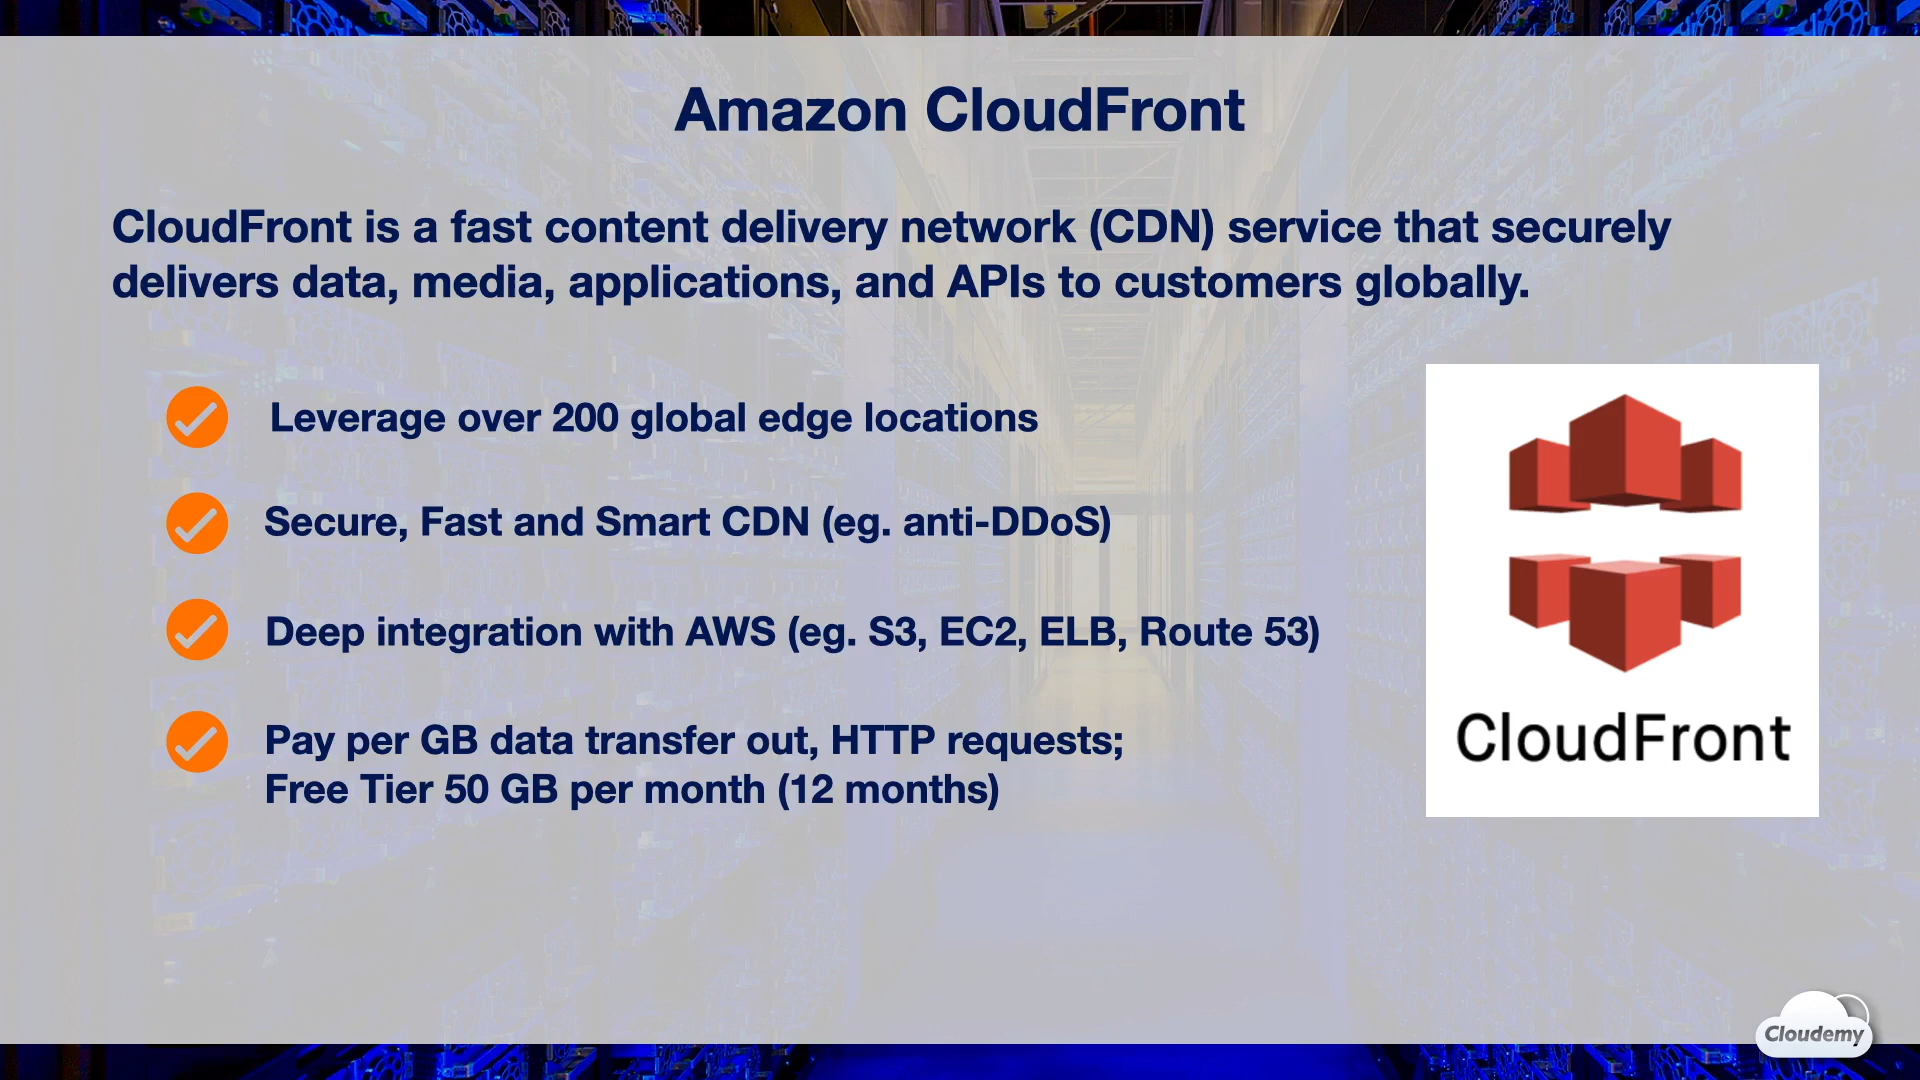 Amazon CloudFront
CloudFront is a fast content delivery network (CDN) service that securely
delivers data, media, applications, and APIs to customers globally.
Leverage over 200 global edge locations
Secure, Fast and Smart CDN (eg. anti-DDoS)
Deep integration with AWS (eg. S3, EC2, ELB, Route 53)
Pay per GB data transfer out, HTTP requests;
Free Tier 50 GB per month (12 months)
CloudFront
Cloudemy